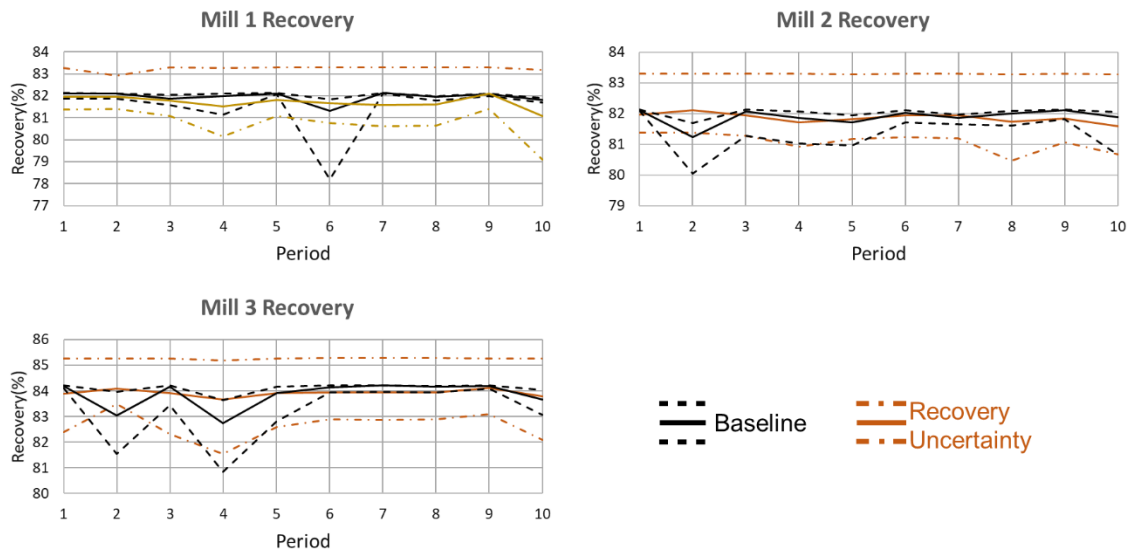 Mill 1 Recovery
84
83
82
81
80
79
78
77
Recovery(%)
1 2 3 4 5 6 7 8 9 10
Period
Mill 2 Recovery
84
83
82
81
80
79
Recovery(%)
1 2 3 4 5 6 7 8 9 10
Period
Mill 3 Recovery
86
85
84
83
82
81
80
Recovery(%)
1 2 3 4 5 6 7 8 9 10
Period
Baseline
Recovery
Uncertainty